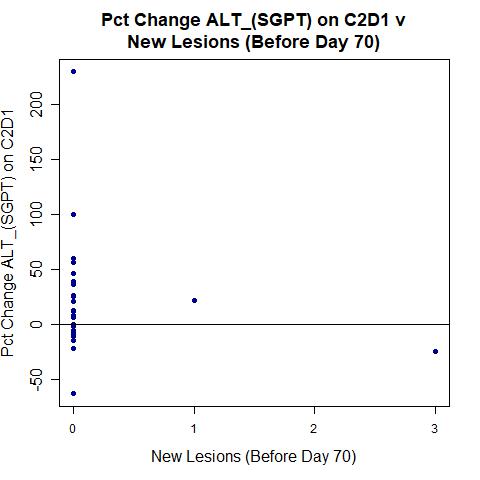 Pct Change ALT_(SGPT) on C2D1 v
New Lesions (Before Day 70)
Pct Change ALT_(SGPT) on C2D1
200
150
100
50
0
-50
0 1 2 3
New Lesions (Before Day 70)